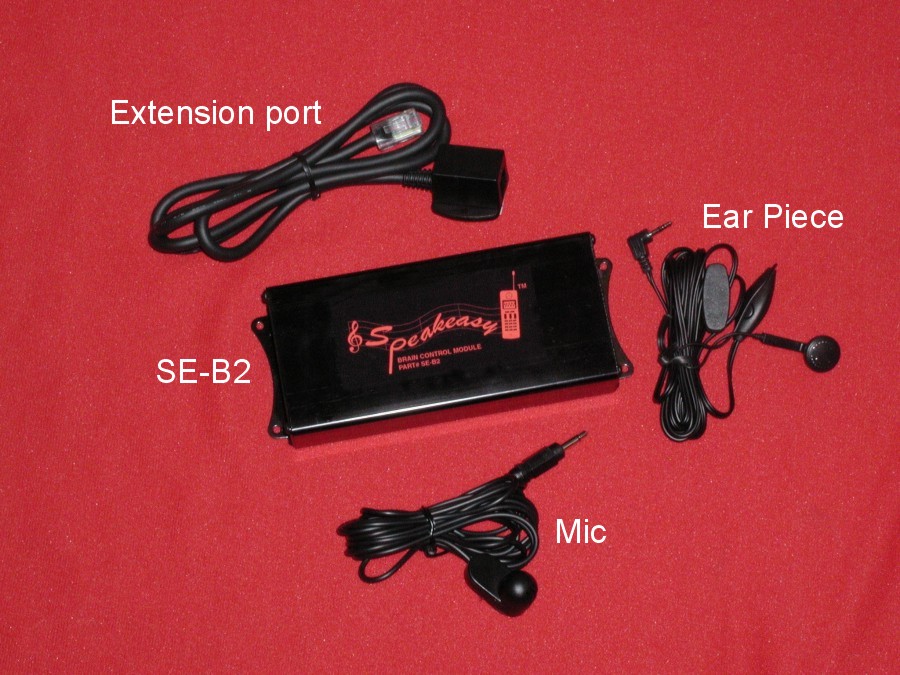 Extension port
Ear Piece
Speakeasy TM
BRAIN CONTROL MODULE
PART# SE-B2
SE-B2
Mic